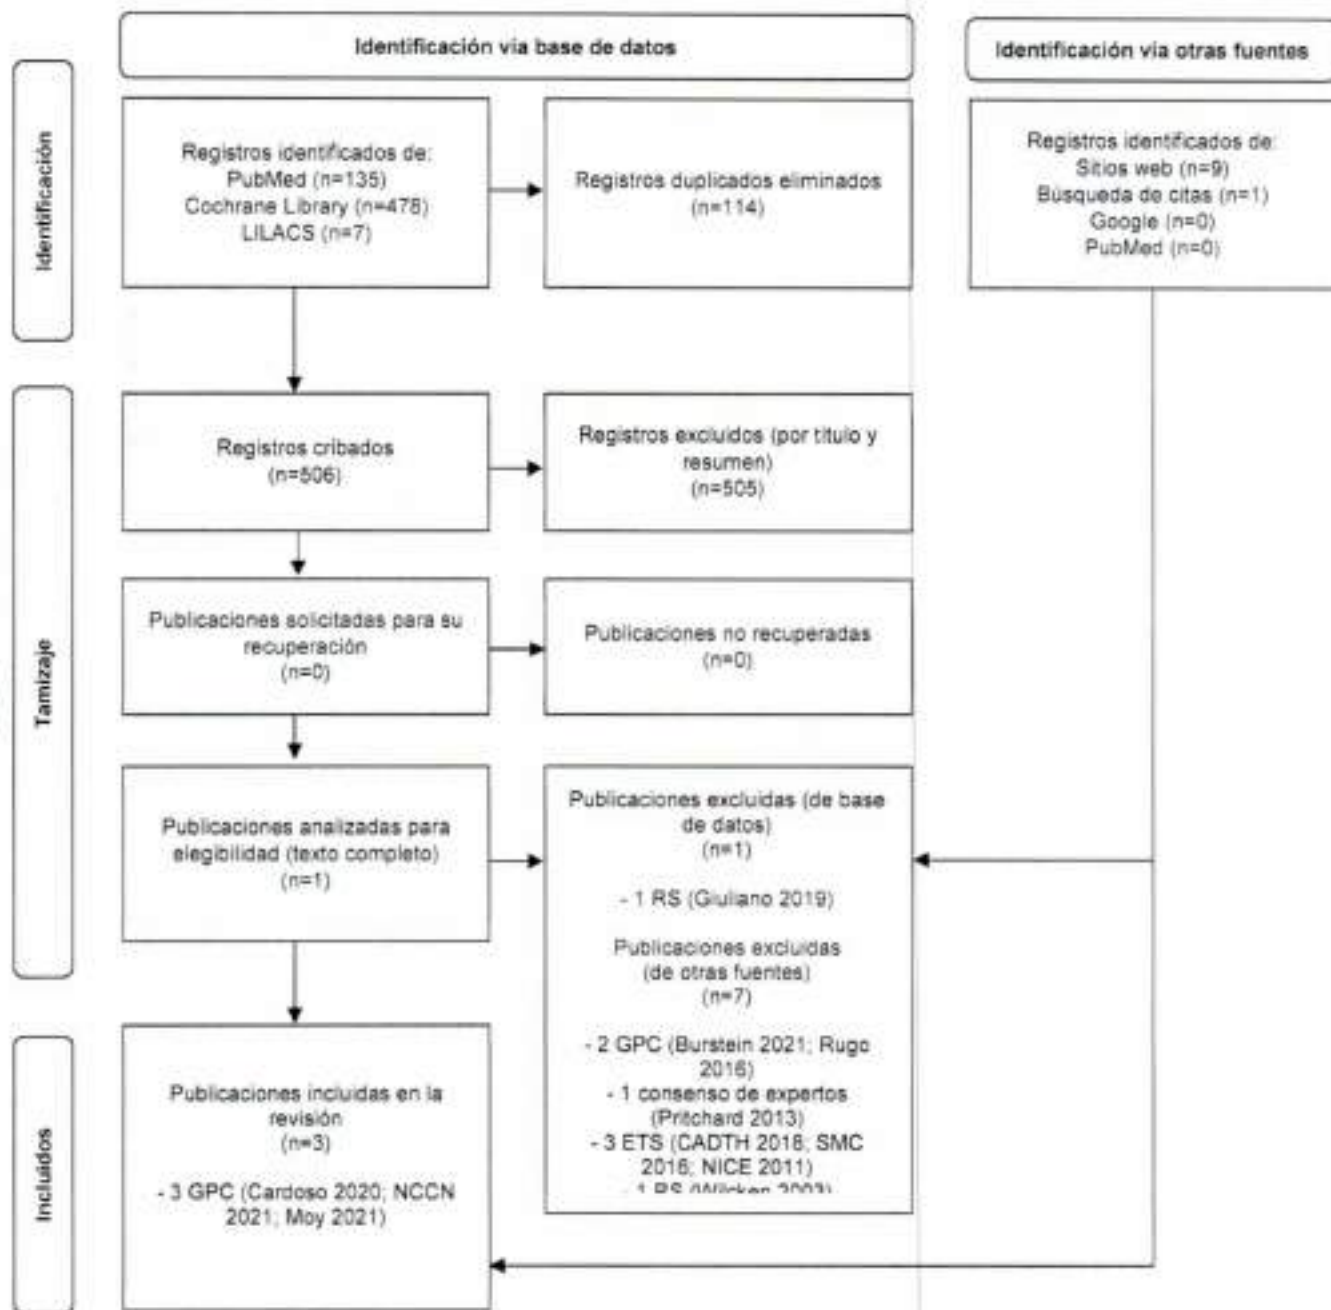 Identificación via base de datos
Identificación via otras fuentes
Identificación
Registros identificados de:
PubMed (n=135)
Cochrane Library (n=478)
LILACS (n=7)
Registros duplicados eliminados
(n=114)
Registros identificados de:
Sitios web (n=9)
Búsqueda de citas (n=1)
Google (n=0)
PubMed (n=0)
Tamizaje
Registros cribados
(n=506)
Registros excluidos (por título y
resumen)
(n=505)
Publicaciones solicitadas para su
recuperación
(n=0)
Publicaciones no recuperadas
(n=0)
Publicaciones analizadas para
elegibilidad (texto completo)
(n=1)
Publicaciones excluidas (de base
de datos)
(n=1)
- 1 RS (Giuliano 2019)
Publicaciones excluidas
(de otras fuentes)
(n=7)
- 2 GPC (Burstein 2021; Rugo
2016)
- 1 consenso de expertos
(Pritchard 2013)
- 3 ETS (CADTH 2018; SMC
2016; NICE 2011)
- 1 RS (Wilcken 2003)
Incluidos
Publicaciones incluidas en la
revisión
(n=3)
- 3 GPC (Cardoso 2020; NCCN
2021; Moy 2021)